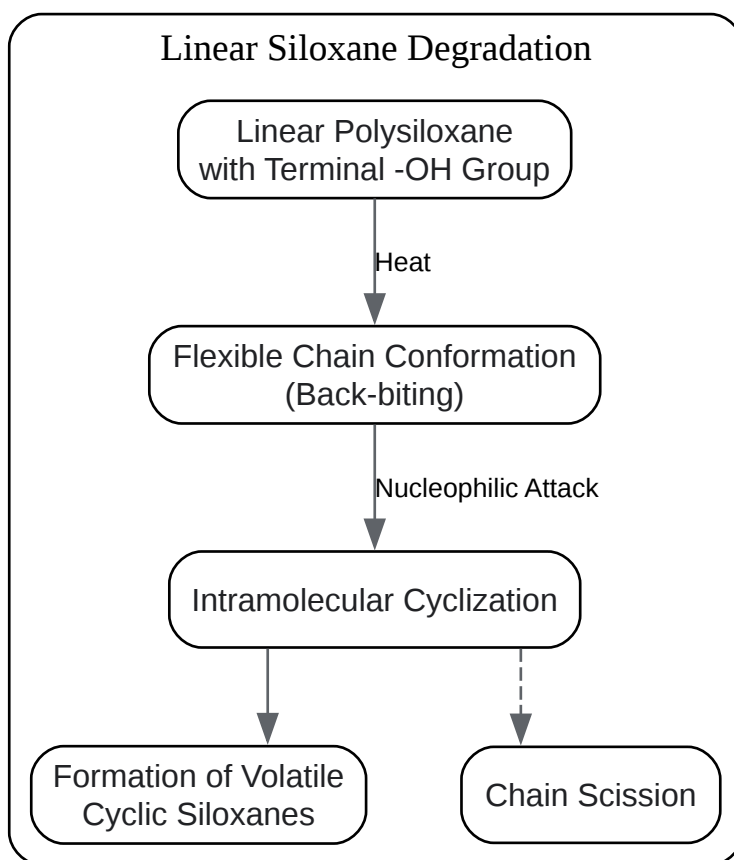 Linear Siloxane Degradation
Linear Polysiloxane
with Terminal -OH Group
Heat
Flexible Chain Conformation
(Back-biting)
Nucleophilic Attack
Intramolecular Cyclization
Formation of Volatile
Cyclic Siloxanes
Chain Scission